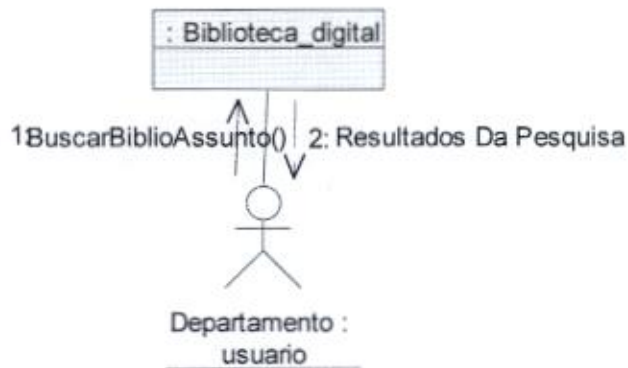 : Biblioteca_digital
1:BuscarBiblioAssunto() 2: Resultados Da Pesquisa
Departamento :
usuario